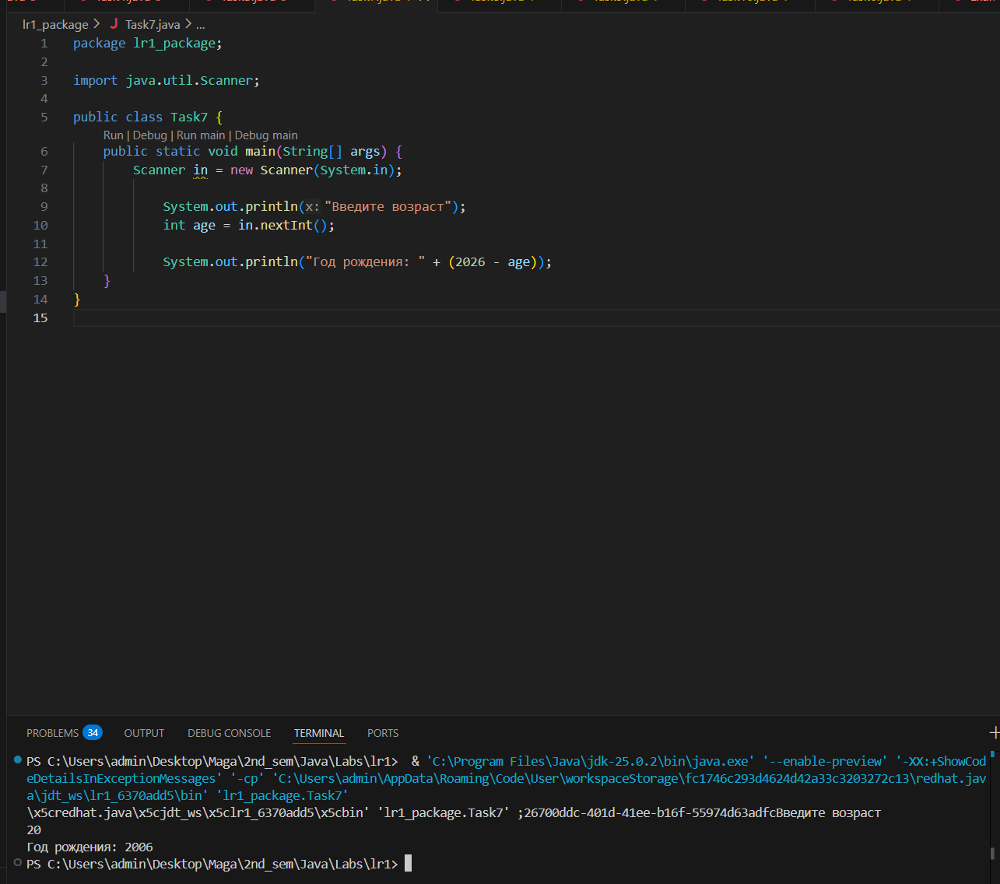 lr1_package > J Task7.java > ...
1 package lr1_package;
2
3 import java.util.Scanner;
4
5 public class Task7 {
Run | Debug | Run main | Debug main
6 public static void main(String[] args) {
7 Scanner in = new Scanner(System.in);
8
9 System.out.println(x: "Введите возраст");
10 int age = in.nextInt();
11
12 System.out.println("Год рождения: " + (2026 - age));
13 }
14 }
15
PROBLEMS 34 OUTPUT DEBUG CONSOLE TERMINAL PORTS
PS C:\Users\admin\Desktop\Maga\2nd_sem\Java\Labs\lr1> & 'C:\Program Files\Java\jdk-25.0.2\bin\java.exe' '--enable-preview' '-XX:+ShowCod
eDetailsInExceptionMessages' '-cp' 'C:\Users\admin\AppData\Roaming\Code\User\workspaceStorage\fc1746c293d4624d42a33c3203272c13\redhat.jav
a\jdt_ws\lr1_6370add5\bin' 'lr1_package.Task7'
\x5credhat.java\x5cjdt_ws\x5clr1_6370add5\x5cbin' 'lr1_package.Task7' ;26700ddc-401d-41ee-b16f-55974d63adfcВведите возраст
20
Год рождения: 2006
PS C:\Users\admin\Desktop\Maga\2nd_sem\Java\Labs\lr1>